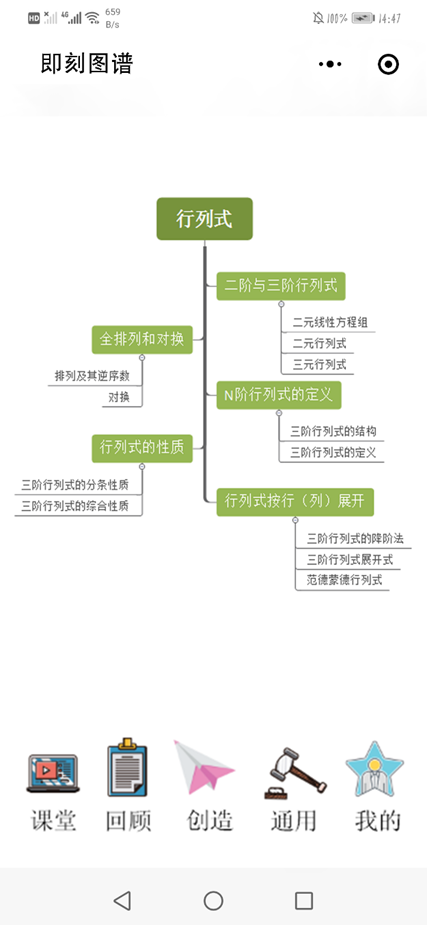 HD 4G 659 B/s 100% 14:47
即刻图谱
行列式
二阶与三阶行列式
二元线性方程组
二元行列式
三元行列式
全排列和对换
排列及其逆序数
对换
N阶行列式的定义
三阶行列式的结构
三阶行列式的定义
行列式的性质
三阶行列式的分条性质
三阶行列式的综合性质
行列式按行（列）展开
三阶行列式的降阶法
三阶行列式展开式
范德蒙德行列式
课堂 回顾 创造 通用 我的